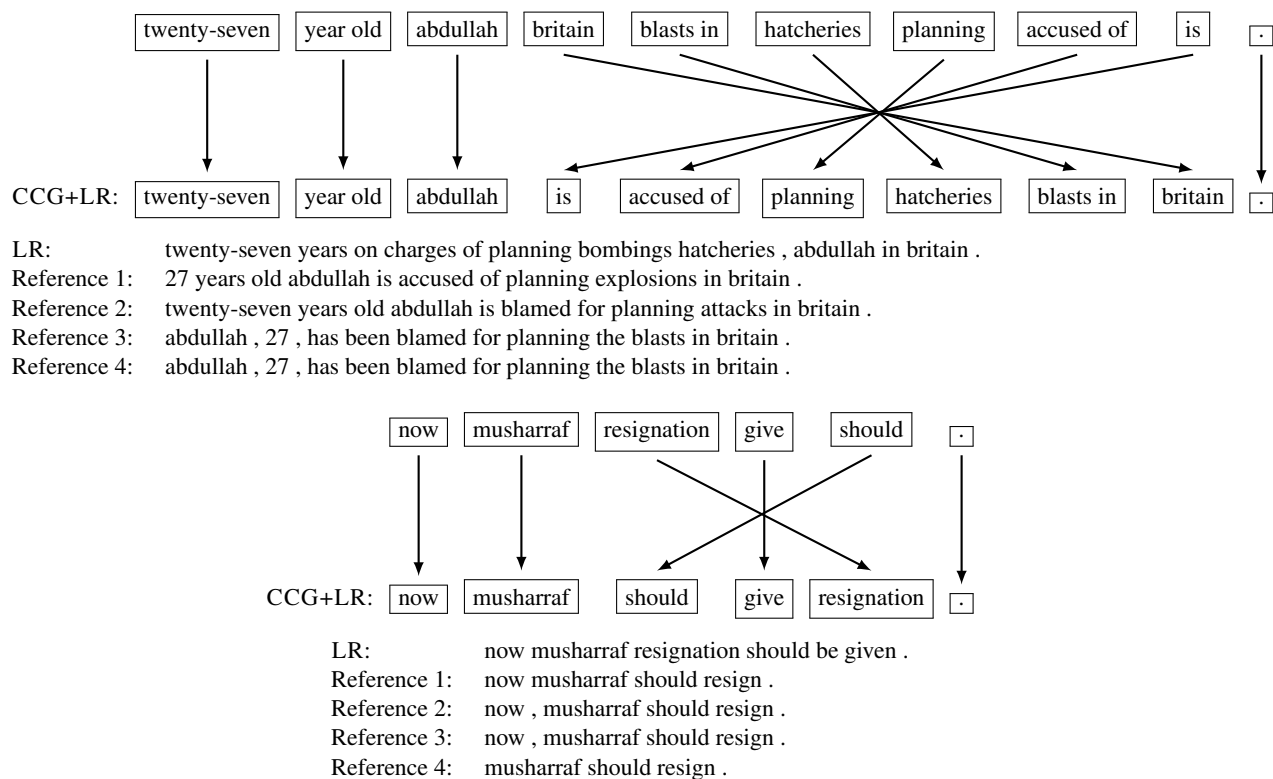 twenty-seven year old abdullah britain blasts in hatcheries planning accused of is .
CCG+LR: twenty-seven year old abdullah is accused of planning hatcheries blasts in britain .
LR: twenty-seven years on charges of planning bombings hatcheries , abdullah in britain .
Reference 1: 27 years old abdullah is accused of planning explosions in britain .
Reference 2: twenty-seven years old abdullah is blamed for planning attacks in britain .
Reference 3: abdullah , 27 , has been blamed for planning the blasts in britain .
Reference 4: abdullah , 27 , has been blamed for planning the blasts in britain .
now musharraf resignation give should .
CCG+LR: now musharraf should give resignation .
LR: now musharraf resignation should be given .
Reference 1: now musharraf should resign .
Reference 2: now , musharraf should resign .
Reference 3: now , musharraf should resign .
Reference 4: musharraf should resign .